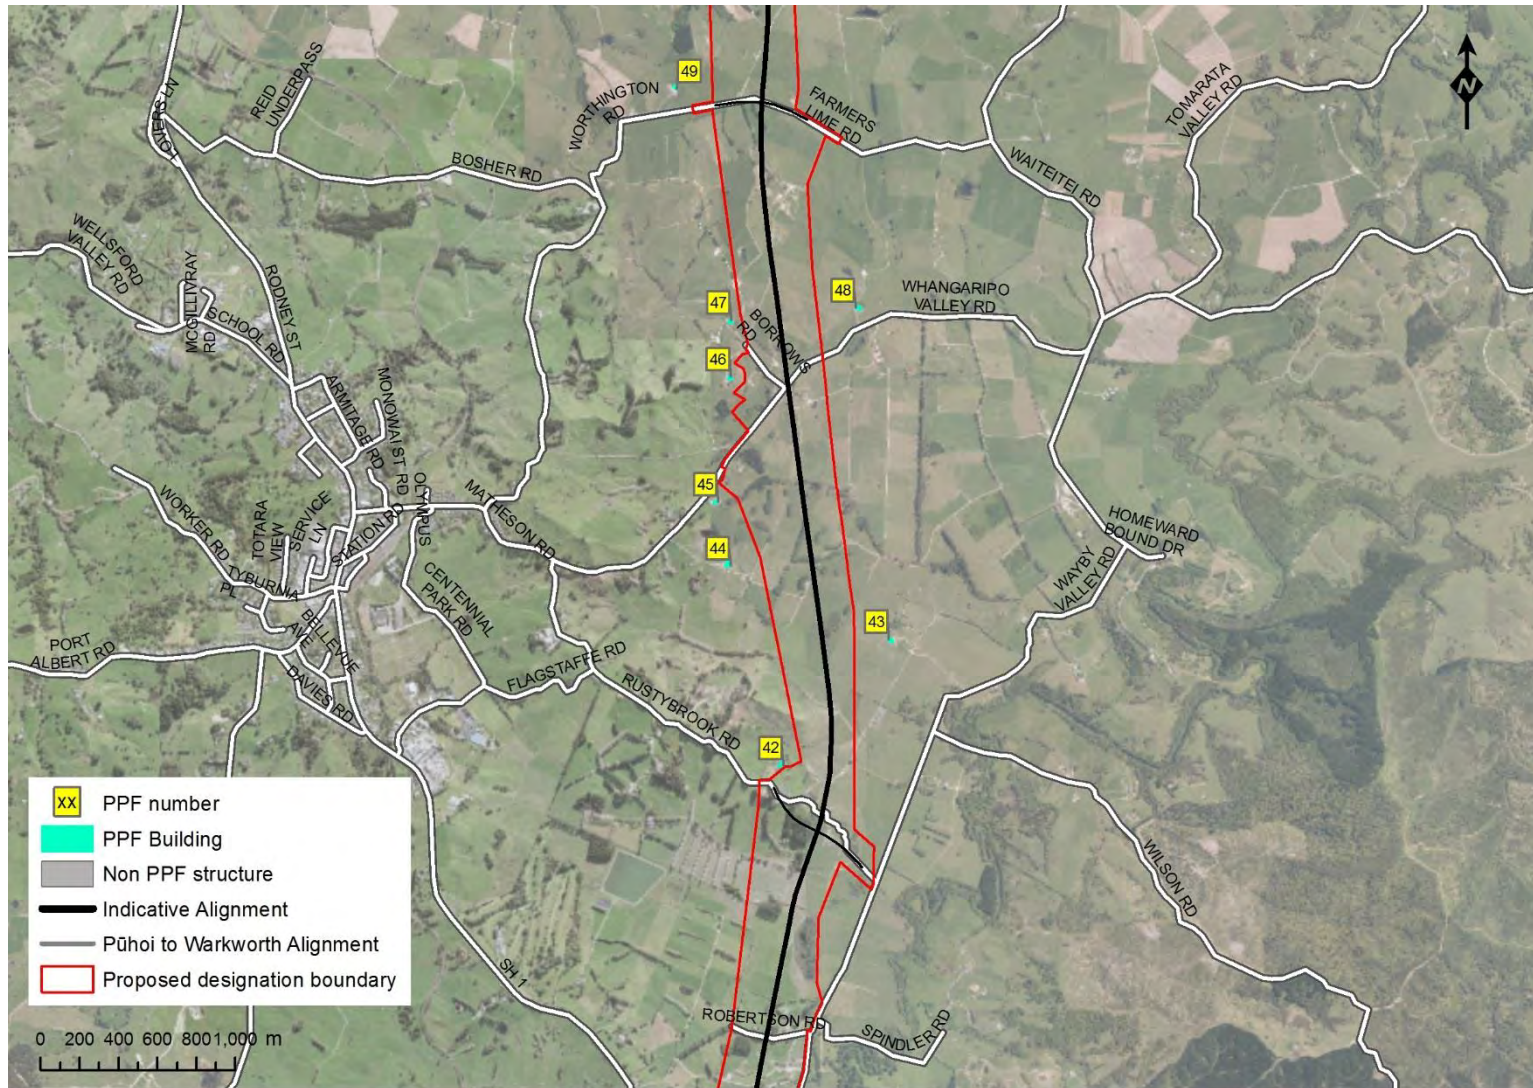 49
N
WORTHINGTON
RD
FARMERS
LIME RD
TOMARATA
VALLEY RD
REID
UNDERPASS
LOHERS LN
BOSHER RD
WAITEITEI RD
WELLSFORD
VALLEY RD
MCGILLIVRAY
RD
RODNEY ST
SCHOOL RD
47
48
BORROWS
RD
WHANGARIPO
VALLEY RD
46
ARMITAGE RD
MONOWAI ST RD
45
WORKER RD
TOTARA
VIEW
SERVICE
LN
STATION RD
OLYMPUS
MATHESON RD
HOMEWARD
BOUND DR
44
WAYBY
VALLEY RD
TYBURNIA
PL
CENTENNIAL
PARK RD
43
BELLEVUE
AVE
PORT
ALBERT RD
DAVIES RD
FLAGSTAFFE RD
RUSTYBROOK RD
42
WILSON RD
SH 1
ROBERTSON RD
SPINDLER RD
XX PPF number
PPF Building
Non PPF structure
Indicative Alignment
Pūhoi to Warkworth Alignment
Proposed designation boundary
0 200 400 600 800 1,000 m